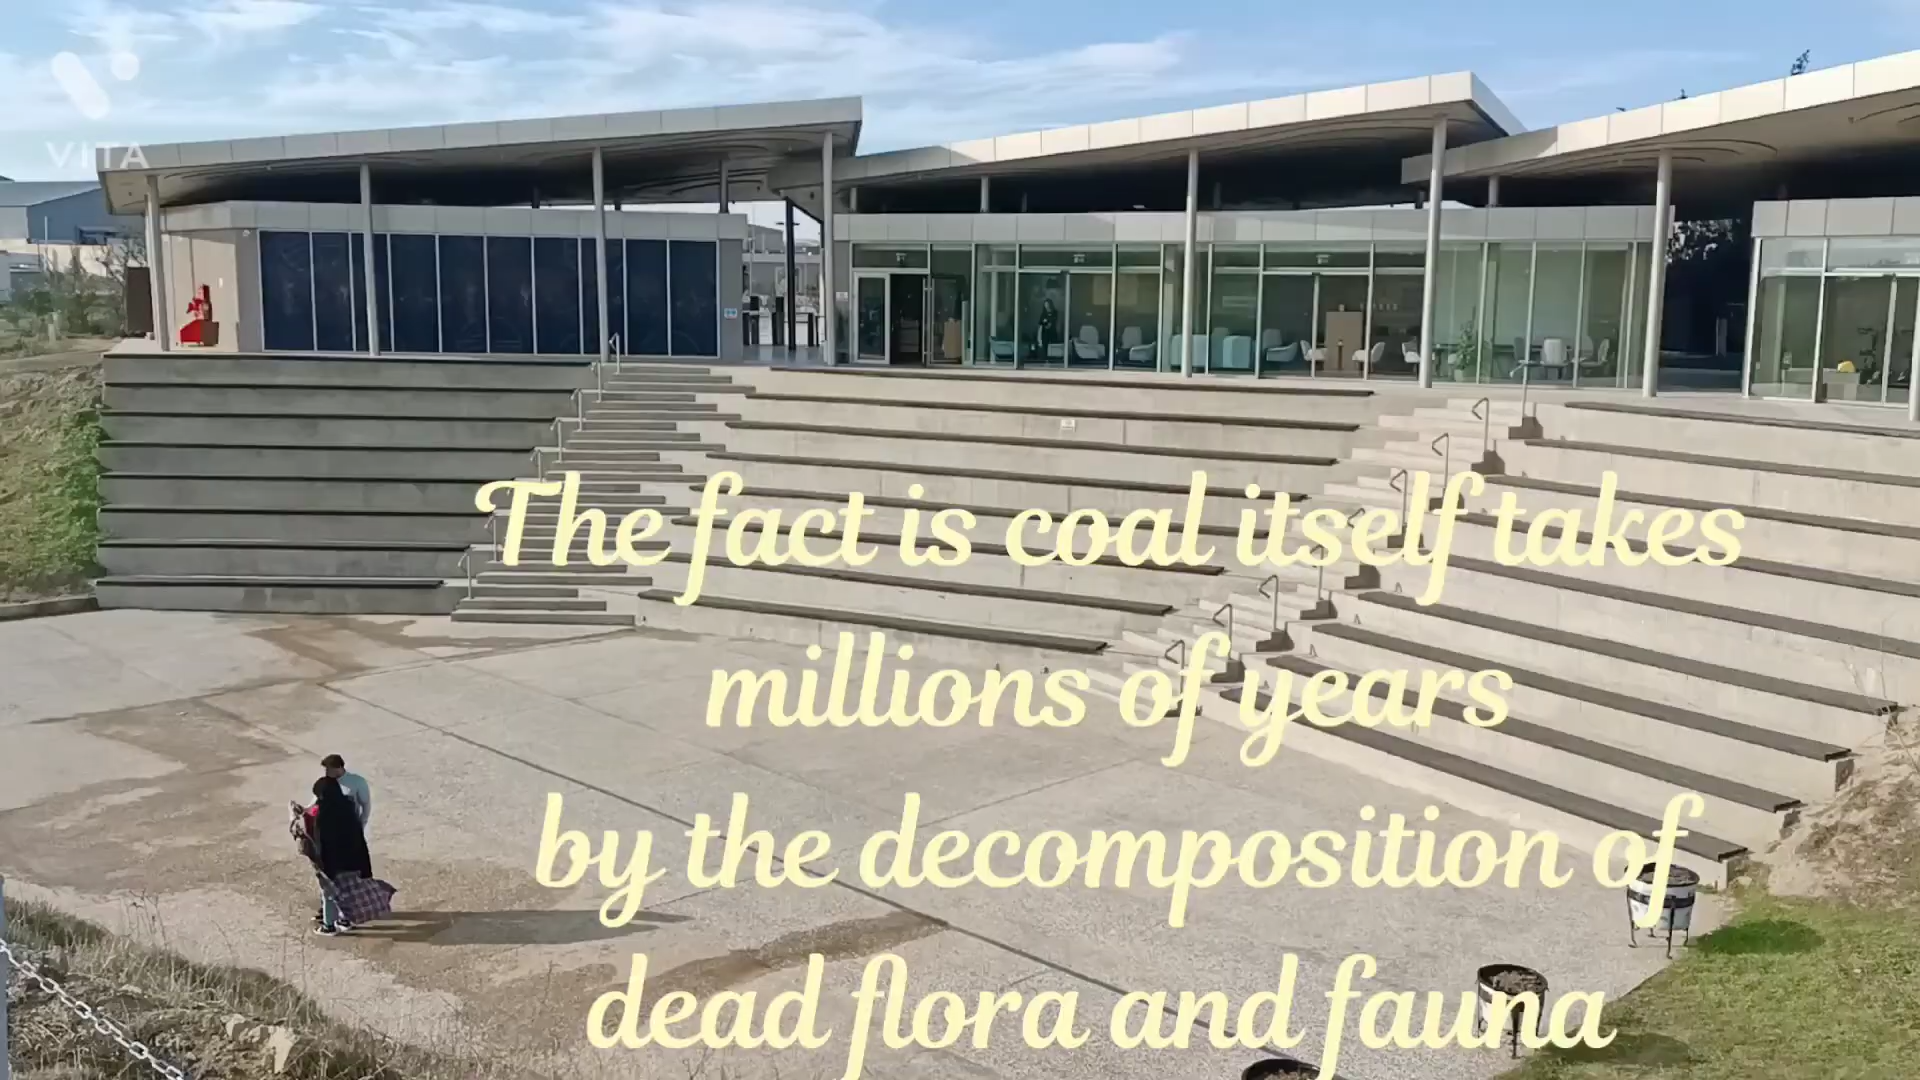 VITA
The fact is coal itself takes
millions of years
by the decomposition of
dead flora and fauna